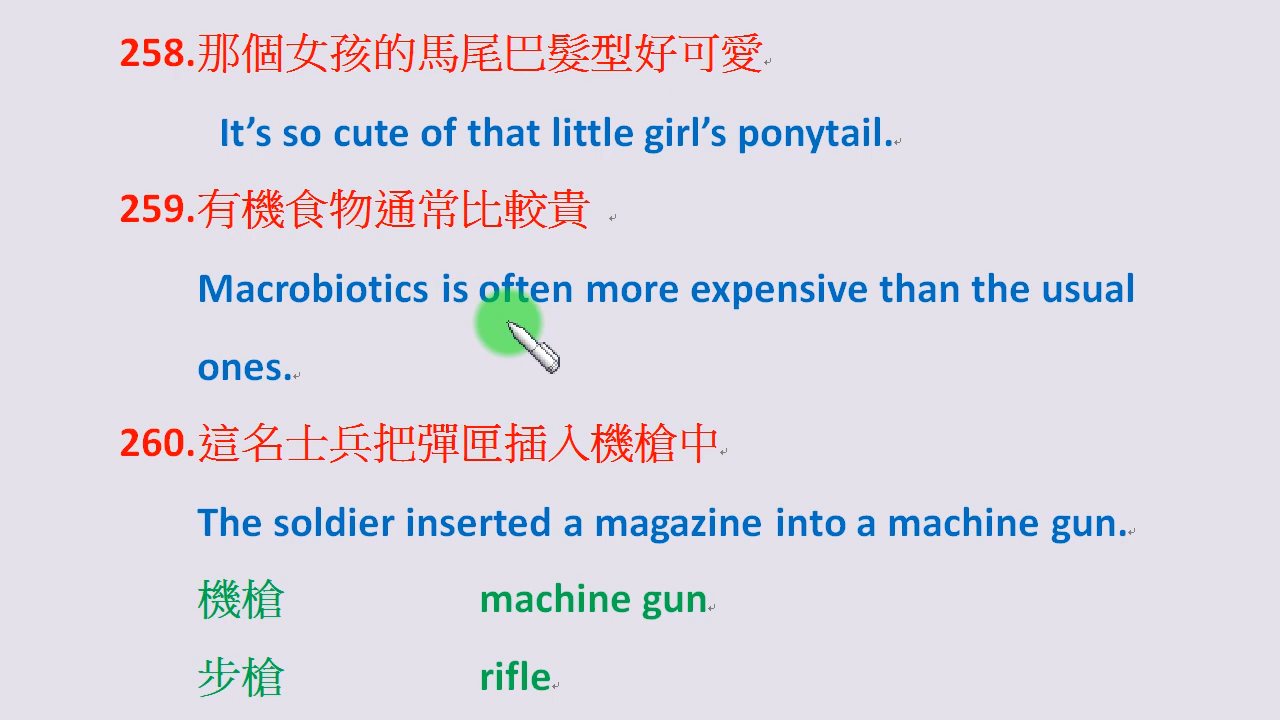 258.那個女孩的馬尾巴髮型好可愛
It’s so cute of that little girl’s ponytail.
259.有機食物通常比較貴
Macrobiotics is often more expensive than the usual
ones.
260.這名士兵把彈匣插入機槍中
The soldier inserted a magazine into a machine gun.
機槍 machine gun
步槍 rifle